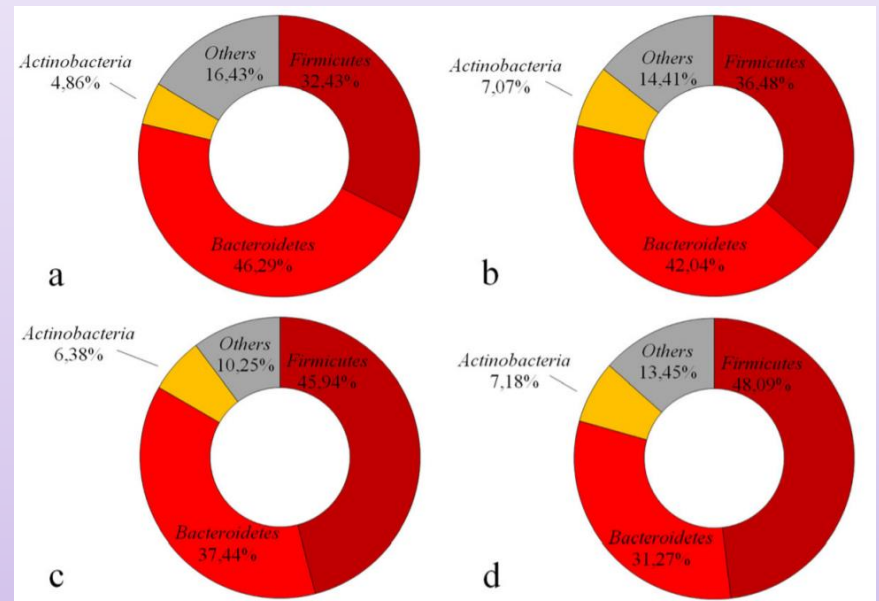 Actinobacteria
4,86%
Others
16,43%
Firmicutes
32,43%
Bacteroidetes
46,29%
a
Actinobacteria
7,07%
Others
14,41%
Firmicutes
36,48%
Bacteroidetes
42,04%
b
Actinobacteria
6,38%
Others
10,25%
Firmicutes
45,94%
Bacteroidetes
37,44%
c
Actinobacteria
7,18%
Others
13,45%
Firmicutes
48,09%
Bacteroidetes
31,27%
d